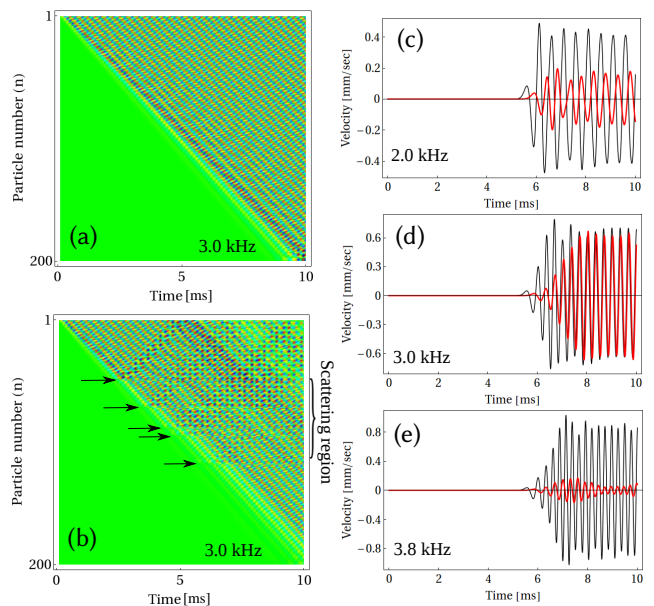 1
Particle number (n)
(a)
3.0 kHz
200
0
5
10
Time [ms]
1
Particle number (n)
Scattering region
(b)
3.0 kHz
200
0
5
10
Time [ms]
(c)
0.4
0.2
0
−0.2
−0.4
Velocity [mm/sec]
2.0 kHz
0 2 4 6 8 10
Time [ms]
(d)
0.6
0.3
0
−0.3
−0.6
Velocity [mm/sec]
3.0 kHz
0 2 4 6 8 10
Time [ms]
(e)
0.8
0.4
0
−0.4
−0.8
Velocity [mm/sec]
3.8 kHz
0 2 4 6 8 10
Time [ms]